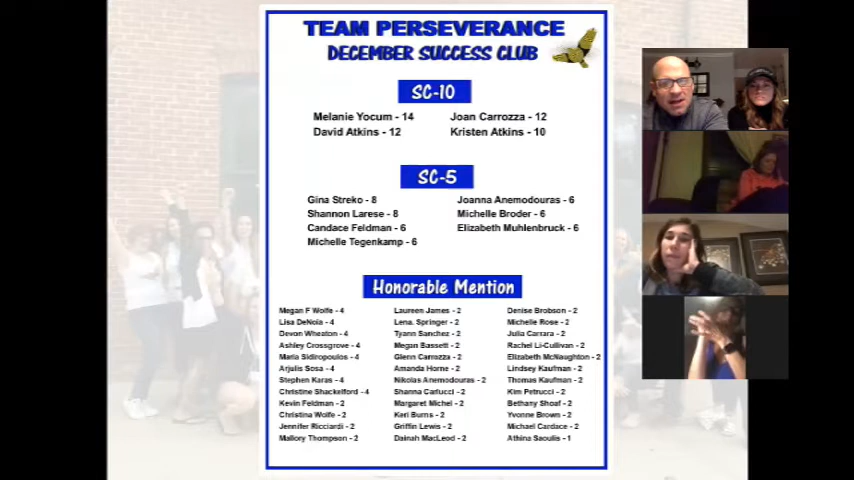 TEAM PERSEVERANCE
DECEMBER SUCCESS CLUB
SC-10
Melanie Yocum - 14 Joan Carrozza - 12
David Atkins - 12 Kristen Atkins - 10
SC-5
Gina Streko - 8 Joanna Anemodouras - 6
Shannon Larese - 8 Michelle Broder - 6
Candace Feldman - 6 Elizabeth Muhlenbruck - 6
Michelle Tegenkamp - 6
Honorable Mention
Megan F Wolfe - 4 Laureen James - 2 Denise Brobson - 2
Lisa DeNoia - 4 Lena. Springer - 2 Michelle Rose - 2
Devon Wheaton - 4 Tyann Sanchez - 2 Julia Carrara - 2
Ashley Crossgrove - 4 Megan Bassett - 2 Rachel Li-Cullivan - 2
Maria Sidiropoulos - 4 Glenn Carrozza - 2 Elizabeth McNaughton - 2
Arjulis Sosa - 4 Amanda Horne - 2 Lindsey Kaufman - 2
Stephen Karas - 4 Nikolas Anemodouras - 2 Thomas Kaufman - 2
Christine Shackelford - 4 Shanna Carlucci - 2 Kim Petrucci - 2
Kevin Feldman - 2 Margaret Michel - 2 Bethany Shoaf - 2
Christina Wolfe - 2 Keri Burns - 2 Yvonne Brown - 2
Jennifer Ricciardi - 2 Griffin Lewis - 2 Michael Cardace - 2
Mallory Thompson - 2 Dainah MacLeod - 2 Athina Saoulis - 1